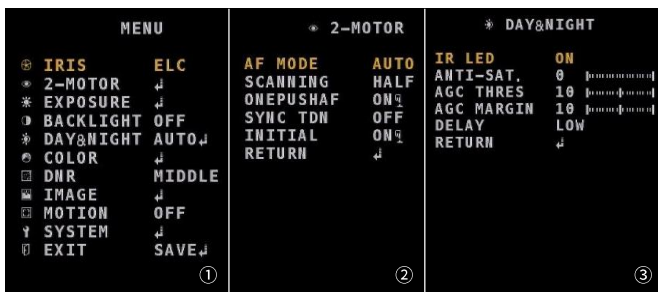 MENU
IRIS ELC
2-MOTOR ↲
EXPOSURE ↲
BACKLIGHT OFF
DAY&NIGHT AUTO↲
COLOR ↲
DNR MIDDLE
IMAGE ↲
MOTION OFF
SYSTEM ↲
EXIT SAVE↲
①
2-MOTOR
AF MODE AUTO
SCANNING HALF
ONEPUSHAF ON
SYNC TDN OFF
INITIAL ON
RETURN ↲
②
DAY&NIGHT
IR LED ON
ANTI-SAT. 0
AGC THRES 10
AGC MARGIN 10
DELAY LOW
RETURN ↲
③